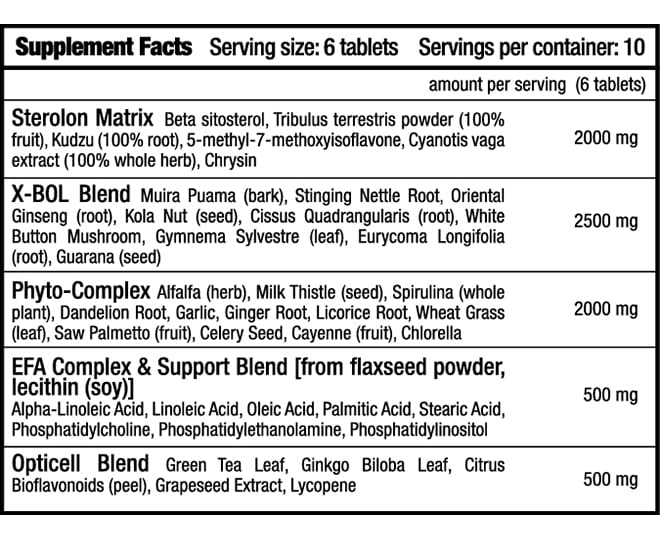 Supplement Facts Serving size: 6 tablets Servings per container: 10
amount per serving (6 tablets)
Sterolon Matrix Beta sitosterol, Tribulus terrestris powder (100%
fruit), Kudzu (100% root), 5-methyl-7-methoxyisoflavone, Cyanotis vaga
extract (100% whole herb), Chrysin
2000 mg
X-BOL Blend Muira Puama (bark), Stinging Nettle Root, Oriental
Ginseng (root), Kola Nut (seed), Cissus Quadrangularis (root), White
Button Mushroom, Gymnema Sylvestre (leaf), Eurycoma Longifolia
(root), Guarana (seed)
2500 mg
Phyto-Complex Alfalfa (herb), Milk Thistle (seed), Spirulina (whole
plant), Dandelion Root, Garlic, Ginger Root, Licorice Root, Wheat Grass
(leaf), Saw Palmetto (fruit), Celery Seed, Cayenne (fruit), Chlorella
2000 mg
EFA Complex & Support Blend [from flaxseed powder,
lecithin (soy)]
Alpha-Linoleic Acid, Linoleic Acid, Oleic Acid, Palmitic Acid, Stearic Acid,
Phosphatidylcholine, Phosphatidylethanolamine, Phosphatidylinositol
500 mg
Opticell Blend Green Tea Leaf, Ginkgo Biloba Leaf, Citrus
Bioflavonoids (peel), Grapeseed Extract, Lycopene
500 mg